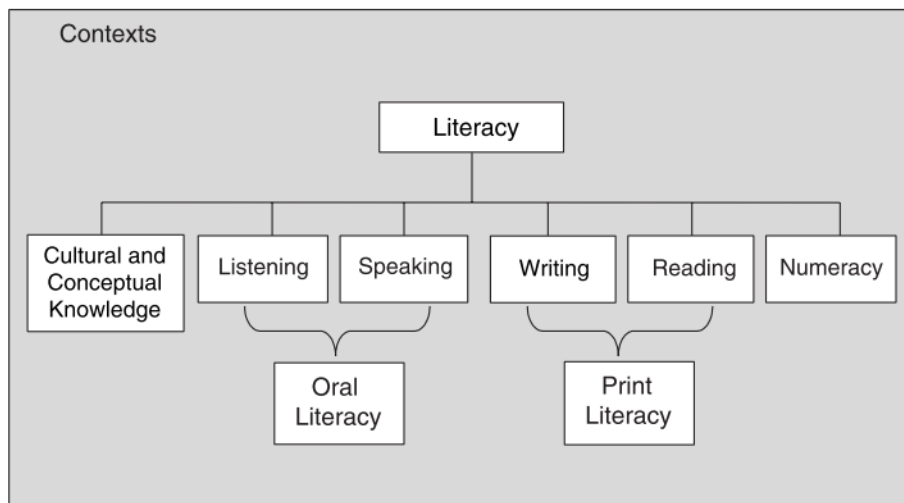 Contexts
Literacy
Cultural and
Conceptual
Knowledge
Listening
Speaking
Writing
Reading
Numeracy
Oral
Literacy
Print
Literacy